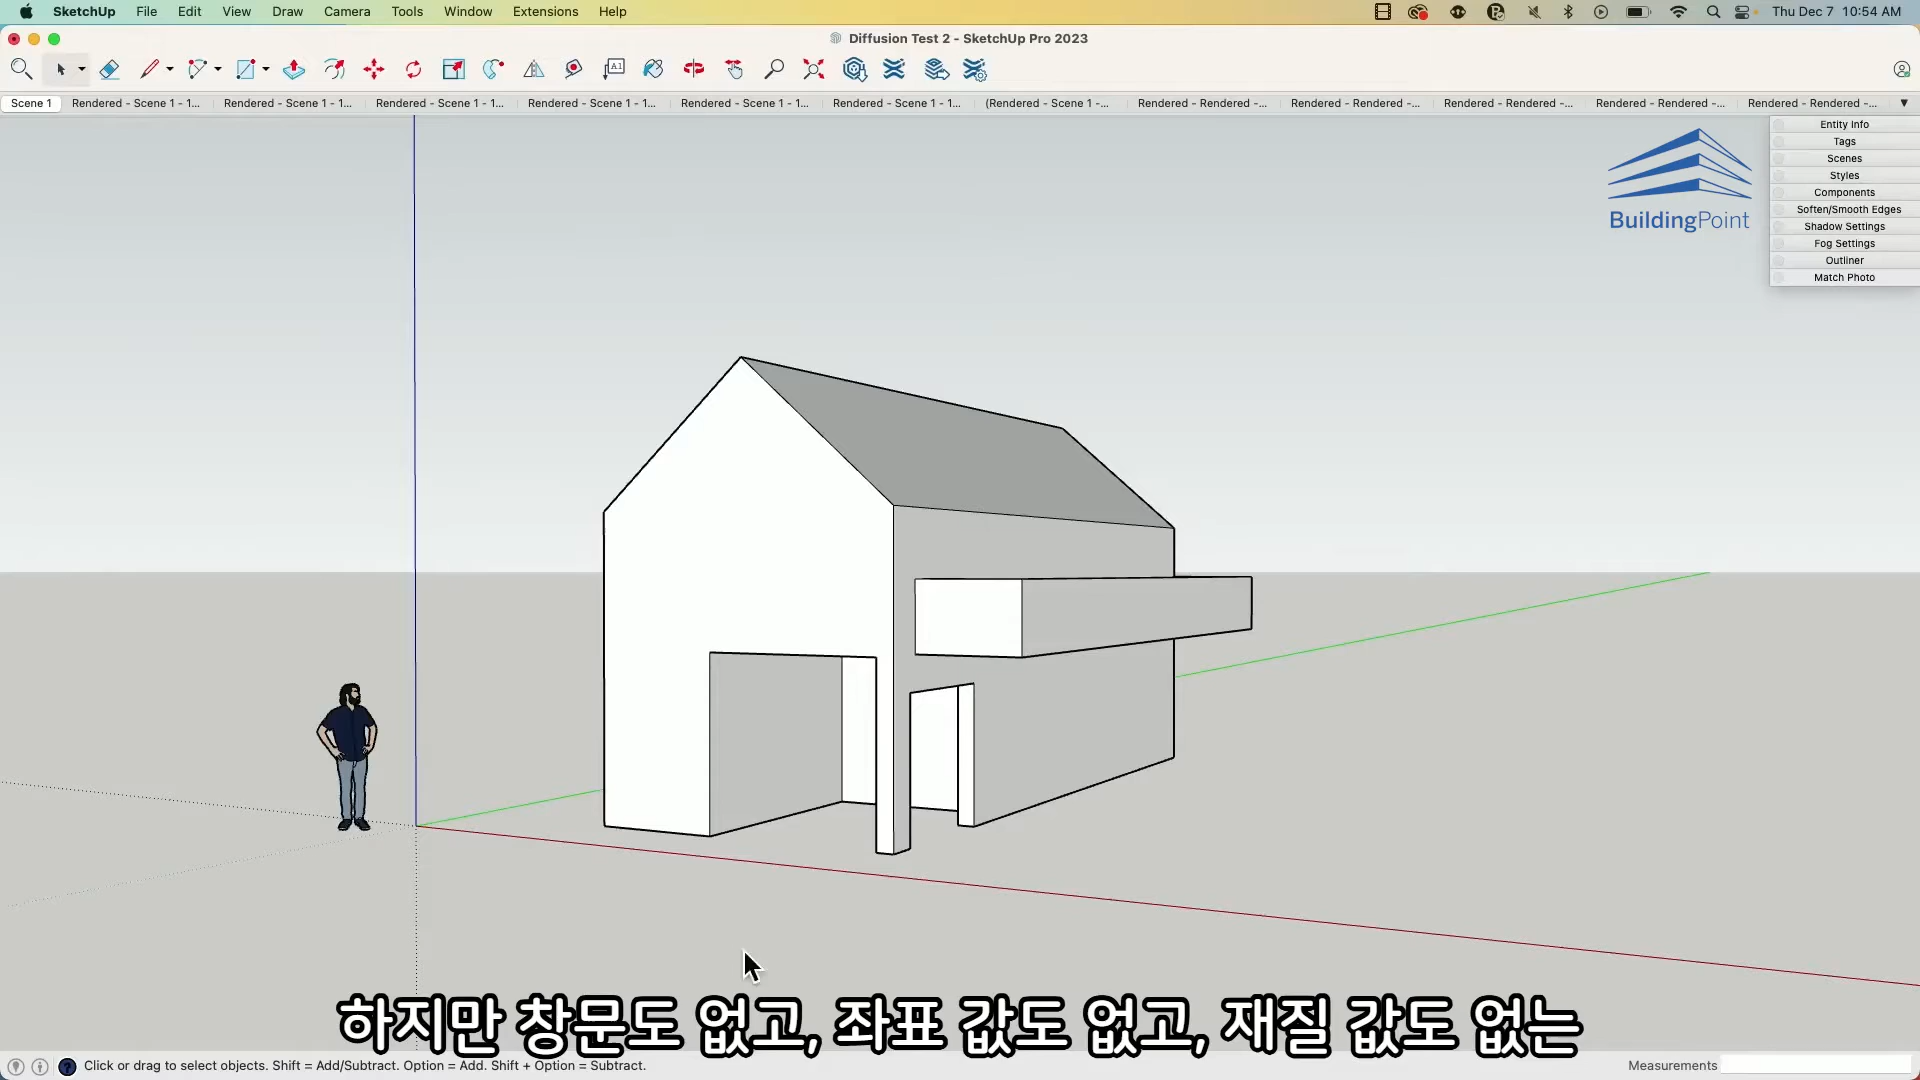 SketchUp File Edit View Draw Camera Tools Window Extensions Help Thu Dec 7 10:54 AM
Diffusion Test 2 - SketchUp Pro 2023
A1
Scene 1 Rendered - Scene 1 - 1... Rendered - Scene 1 - 1... Rendered - Scene 1 - 1... Rendered - Scene 1 - 1... Rendered - Scene 1 - 1... Rendered - Scene 1 - 1... (Rendered - Scene 1 -... Rendered - Rendered -... Rendered - Rendered -... Rendered - Rendered -... Rendered - Rendered -... Rendered - Rendered -...
Entity Info
Tags
Scenes
Styles
Components
Soften/Smooth Edges
Shadow Settings
Fog Settings
Outliner
Match Photo
BuildingPoint
하지만 창문도 없고, 좌표 값도 없고, 재질 값도 없는
Click or drag to select objects. Shift = Add/Subtract. Option = Add. Shift + Option = Subtract. Measurements